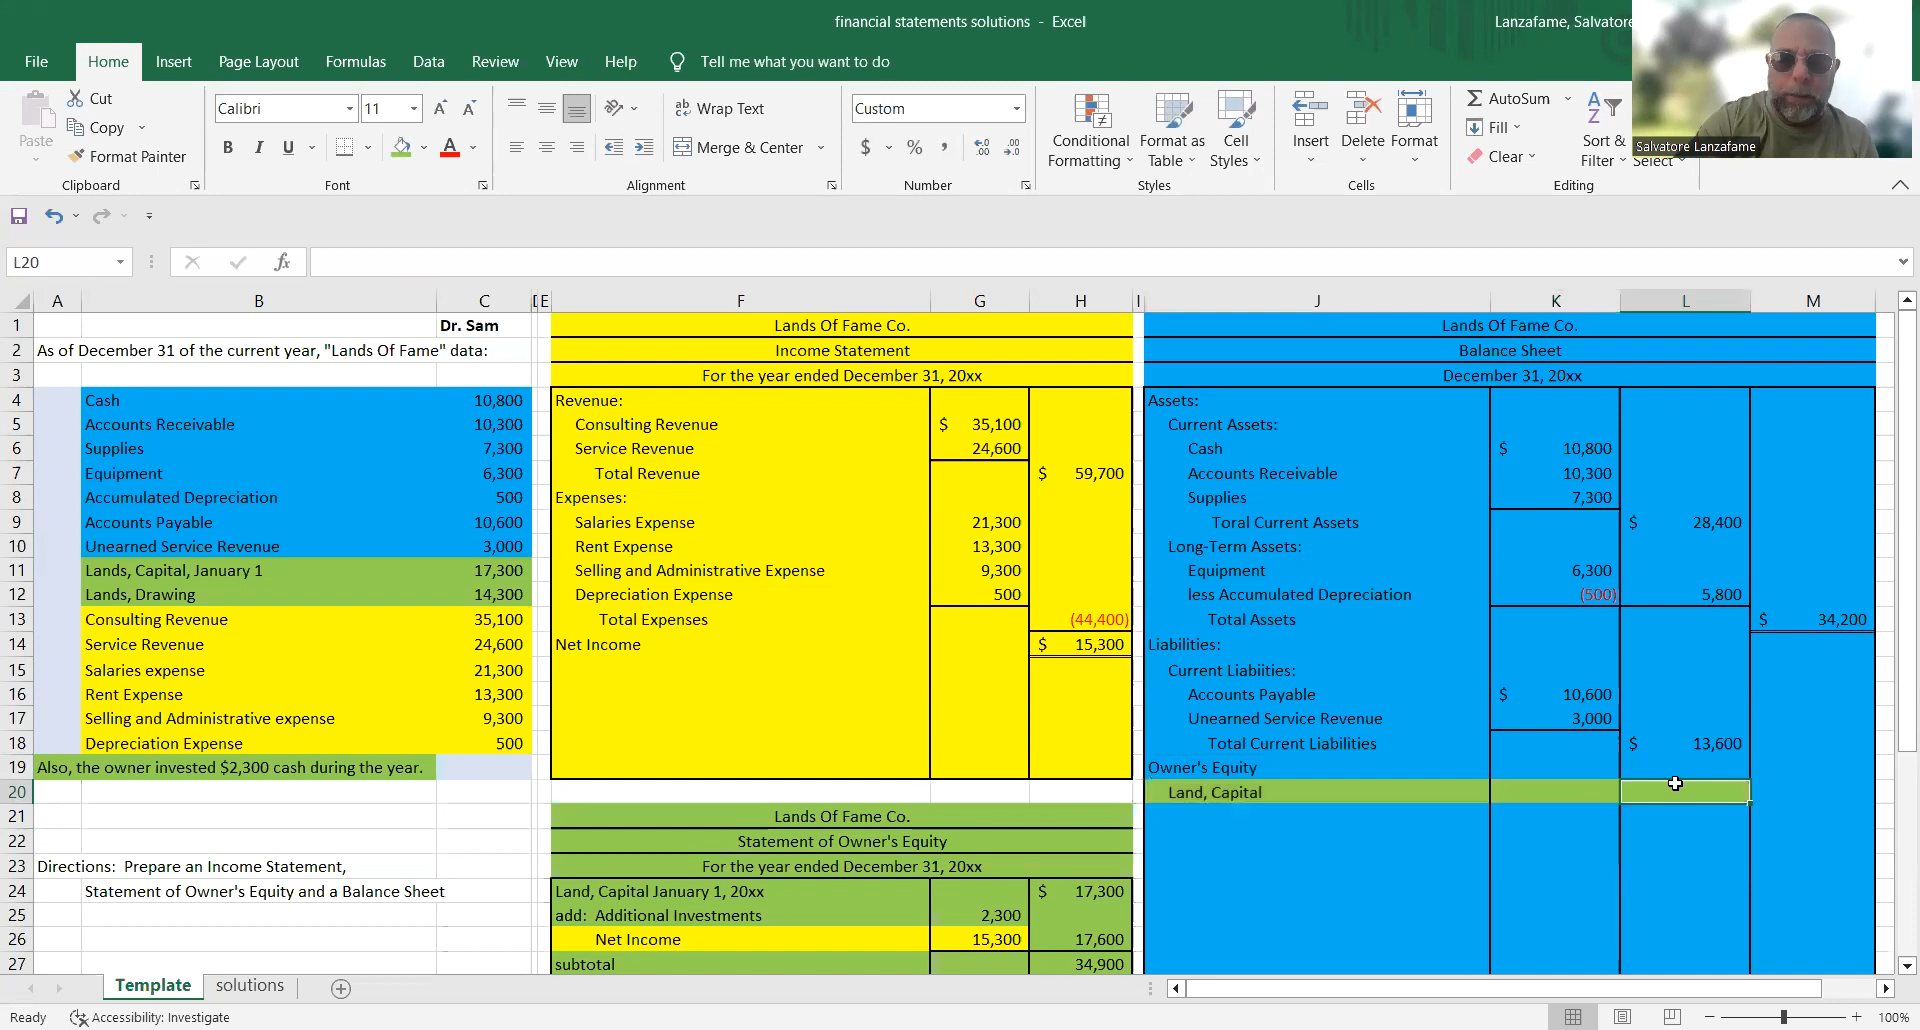 financial statements solutions - Excel
Lanzafame, Salvatore
File Home Insert Page Layout Formulas Data Review View Help Tell me what you want to do
Paste
Cut
Copy
Format Painter
Clipboard
Calibri 11
B I U
Font
Wrap Text
Merge & Center
Alignment
Custom
$ % ,
Number
Conditional Formatting
Format as Table
Cell Styles
Styles
Insert Delete Format
Cells
AutoSum
Fill
Clear
Sort & Filter
Select
Editing
Salvatore Lanzafame
L20
fx
A B C D E F G H I J K L M
1 Dr. Sam
2 As of December 31 of the current year, "Lands Of Fame" data:
3
4 Cash 10,800
5 Accounts Receivable 10,300
6 Supplies 7,300
7 Equipment 6,300
8 Accumulated Depreciation 500
9 Accounts Payable 10,600
10 Unearned Service Revenue 3,000
11 Lands, Capital, January 1 17,300
12 Lands, Drawing 14,300
13 Consulting Revenue 35,100
14 Service Revenue 24,600
15 Salaries expense 21,300
16 Rent Expense 13,300
17 Selling and Administrative expense 9,300
18 Depreciation Expense 500
19 Also, the owner invested $2,300 cash during the year.
20
21
22
23 Directions: Prepare an Income Statement,
24 Statement of Owner's Equity and a Balance Sheet
25
26
27
Lands Of Fame Co.
Income Statement
For the year ended December 31, 20xx
Revenue:
Consulting Revenue $ 35,100
Service Revenue 24,600
Total Revenue $ 59,700
Expenses:
Salaries Expense 21,300
Rent Expense 13,300
Selling and Administrative Expense 9,300
Depreciation Expense 500
Total Expenses (44,400)
Net Income $ 15,300
Lands Of Fame Co.
Statement of Owner's Equity
For the year ended December 31, 20xx
Land, Capital January 1, 20xx $ 17,300
add: Additional Investments 2,300
Net Income 15,300 17,600
subtotal 34,900
Lands Of Fame Co.
Balance Sheet
December 31, 20xx
Assets:
Current Assets:
Cash $ 10,800
Accounts Receivable 10,300
Supplies 7,300
Toral Current Assets $ 28,400
Long-Term Assets:
Equipment 6,300
less Accumulated Depreciation (500) 5,800
Total Assets $ 34,200
Liabilities:
Current Liabiities:
Accounts Payable $ 10,600
Unearned Service Revenue 3,000
Total Current Liabilities $ 13,600
Owner's Equity
Land, Capital
Template solutions
Ready Accessibility: Investigate
100%